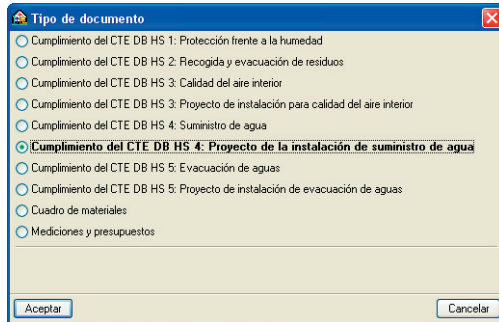 Tipo de documento
Cumplimiento del CTE DB HS 1: Protección frente a la humedad
Cumplimiento del CTE DB HS 2: Recogida y evacuación de residuos
Cumplimiento del CTE DB HS 3: Calidad del aire interior
Cumplimiento del CTE DB HS 3: Proyecto de instalación para calidad del aire interior
Cumplimiento del CTE DB HS 4: Suministro de agua
Cumplimiento del CTE DB HS 4: Proyecto de la instalación de suministro de agua
Cumplimiento del CTE DB HS 5: Evacuación de aguas
Cumplimiento del CTE DB HS 5: Proyecto de instalación de evacuación de aguas
Cuadro de materiales
Mediciones y presupuestos
Aceptar
Cancelar